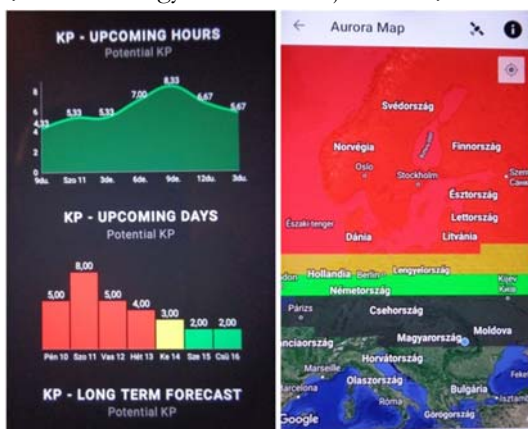 KP - UPCOMING HOURS
Potential KP
8
6
4
2
0
4,33
5,33
5,33
7,00
8,33
6,67
5,67
9du.
Szo 11
3de.
6de.
9de.
12du.
3du.
KP - UPCOMING DAYS
Potential KP
5,00
8,00
5,00
4,00
3,00
2,00
2,00
Pén 10
Szo 11
Vas 12
Hét 13
Ke 14
Sze 15
Csü 16
KP - LONG TERM FORECAST
Potential KP
Aurora Map
Svédország
Norvégia
Finnország
Oslo
Stockholm
Észtország
Lettország
Északi-tenger
Dánia
Litvánia
Hollandia
Berlin
Lengyelország
Németország
Kijev
Київ
Párizs
Csehország
Magyarország
Moldova
Horvátország
Marseille
Olaszország
Bulgária
Róma
Google
Görögország